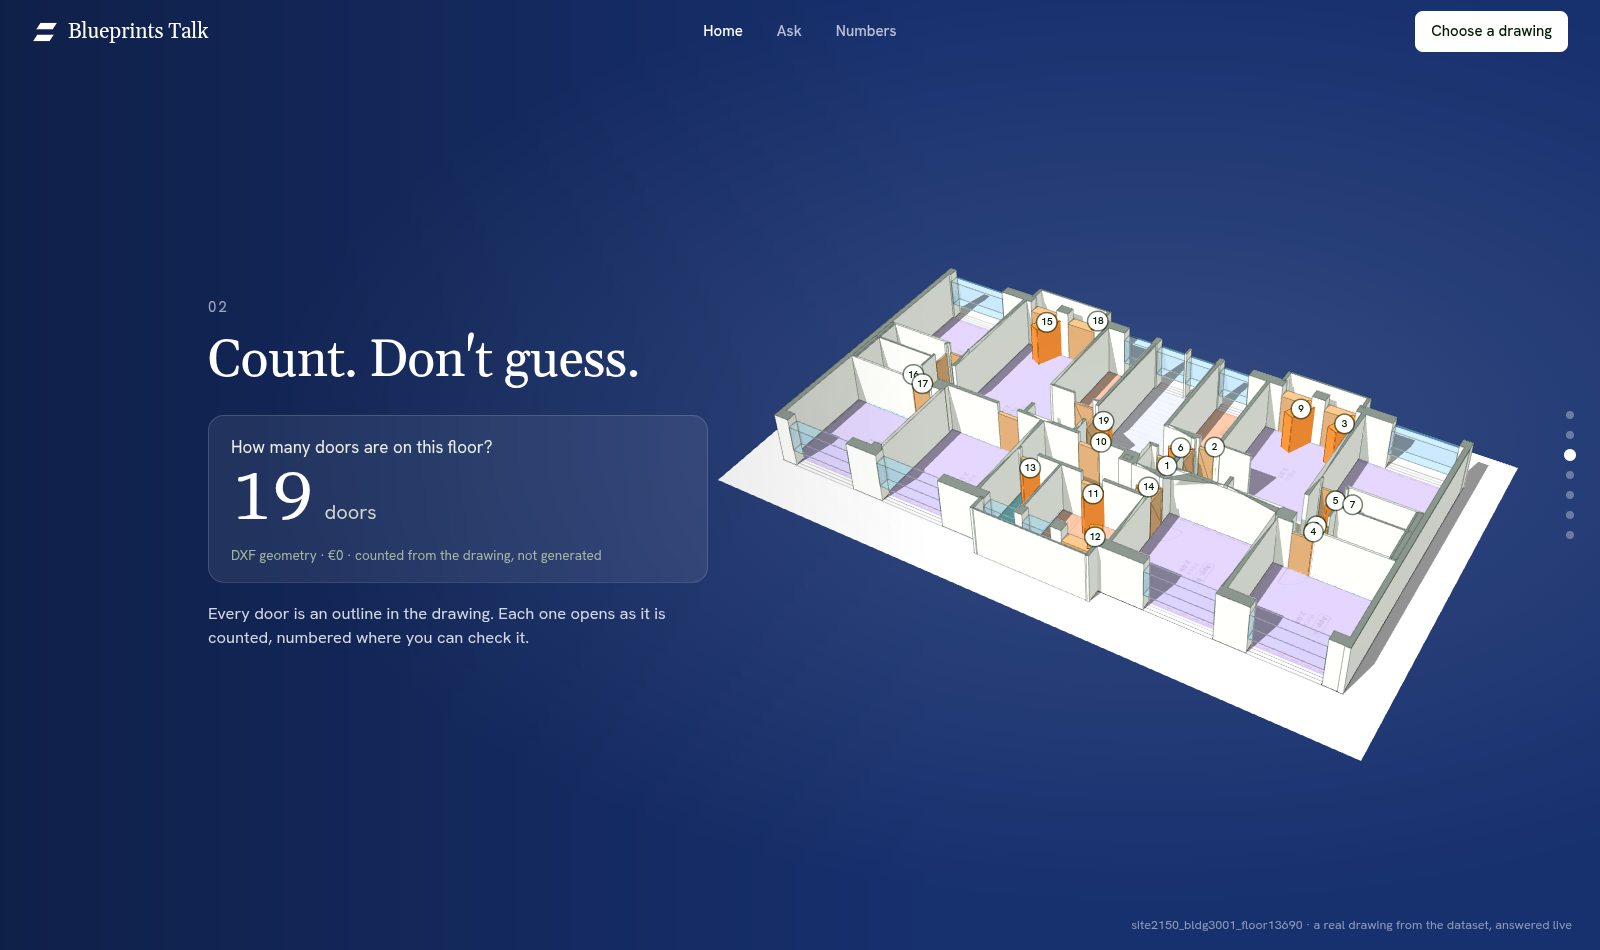 Blueprints Talk
Home
Ask
Numbers
Choose a drawing
02
Count. Don't guess.
How many doors are on this floor?
19 doors
DXF geometry · €0 · counted from the drawing, not generated
Every door is an outline in the drawing. Each one opens as it is
counted, numbered where you can check it.
15
18
16
17
9
3
19
10
6
2
1
13
14
11
5
7
4
12
site2150_bldg3001_floor13690 · a real drawing from the dataset, answered live